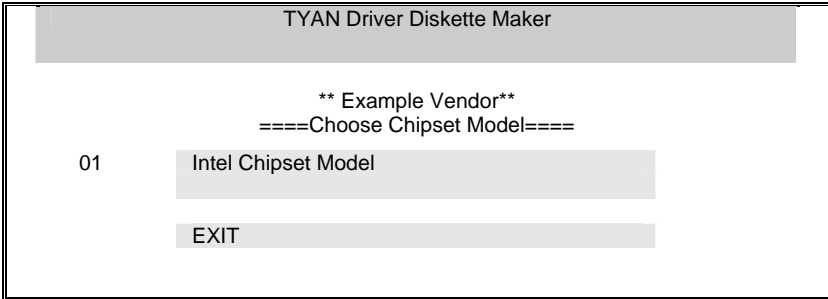 TYAN Driver Diskette Maker
** Example Vendor**
====Choose Chipset Model====
01 Intel Chipset Model
EXIT